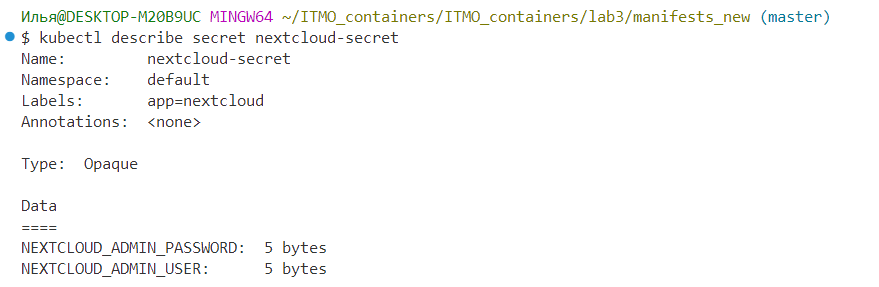 Илья@DESKTOP-M20B9UC MINGW64 ~/ITMO_containers/ITMO_containers/lab3/manifests_new (master)
$ kubectl describe secret nextcloud-secret
Name:         nextcloud-secret
Namespace:    default
Labels:       app=nextcloud
Annotations:  <none>

Type:  Opaque

Data
====
NEXTCLOUD_ADMIN_PASSWORD:  5 bytes
NEXTCLOUD_ADMIN_USER:      5 bytes